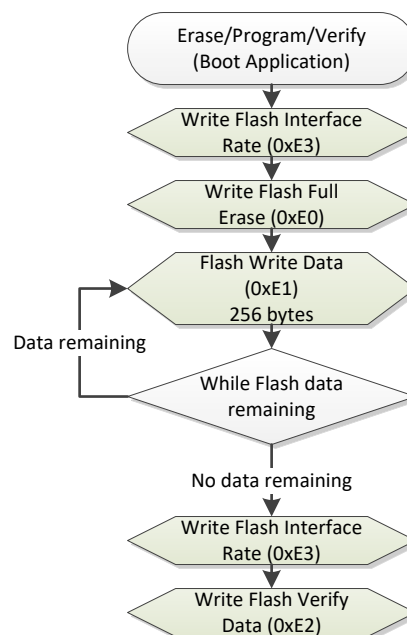 Erase/Program/Verify
(Boot Application)
Write Flash Interface
Rate (0xE3)
Write Flash Full
Erase (0xE0)
Flash Write Data
(0xE1)
256 bytes
Data remaining
While Flash data
remaining
No data remaining
Write Flash Interface
Rate (0xE3)
Write Flash Verify
Data (0xE2)